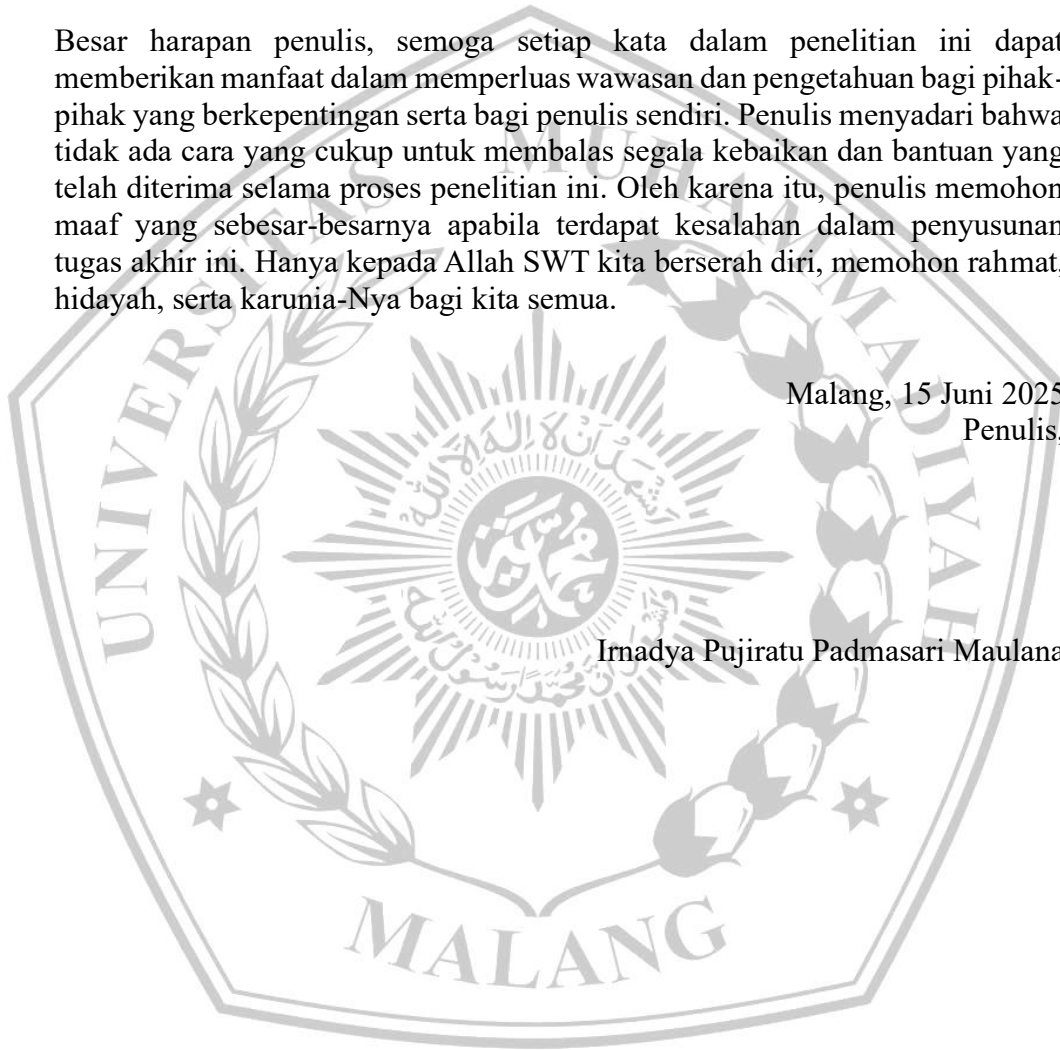 Besar harapan penulis, semoga setiap kata dalam penelitian ini dapat
memberikan manfaat dalam memperluas wawasan dan pengetahuan bagi pihak-
pihak yang berkepentingan serta bagi penulis sendiri. Penulis menyadari bahwa
tidak ada cara yang cukup untuk membalas segala kebaikan dan bantuan yang
telah diterima selama proses penelitian ini. Oleh karena itu, penulis memohon
maaf yang sebesar-besarnya apabila terdapat kesalahan dalam penyusunan
tugas akhir ini. Hanya kepada Allah SWT kita berserah diri, memohon rahmat,
hidayah, serta karunia-Nya bagi kita semua.
Malang, 15 Juni 2025
Penulis,
Irnadya Pujiratu Padmasari Maulana
UNIVERSITAS MUHAMMADIYAH
MALANG